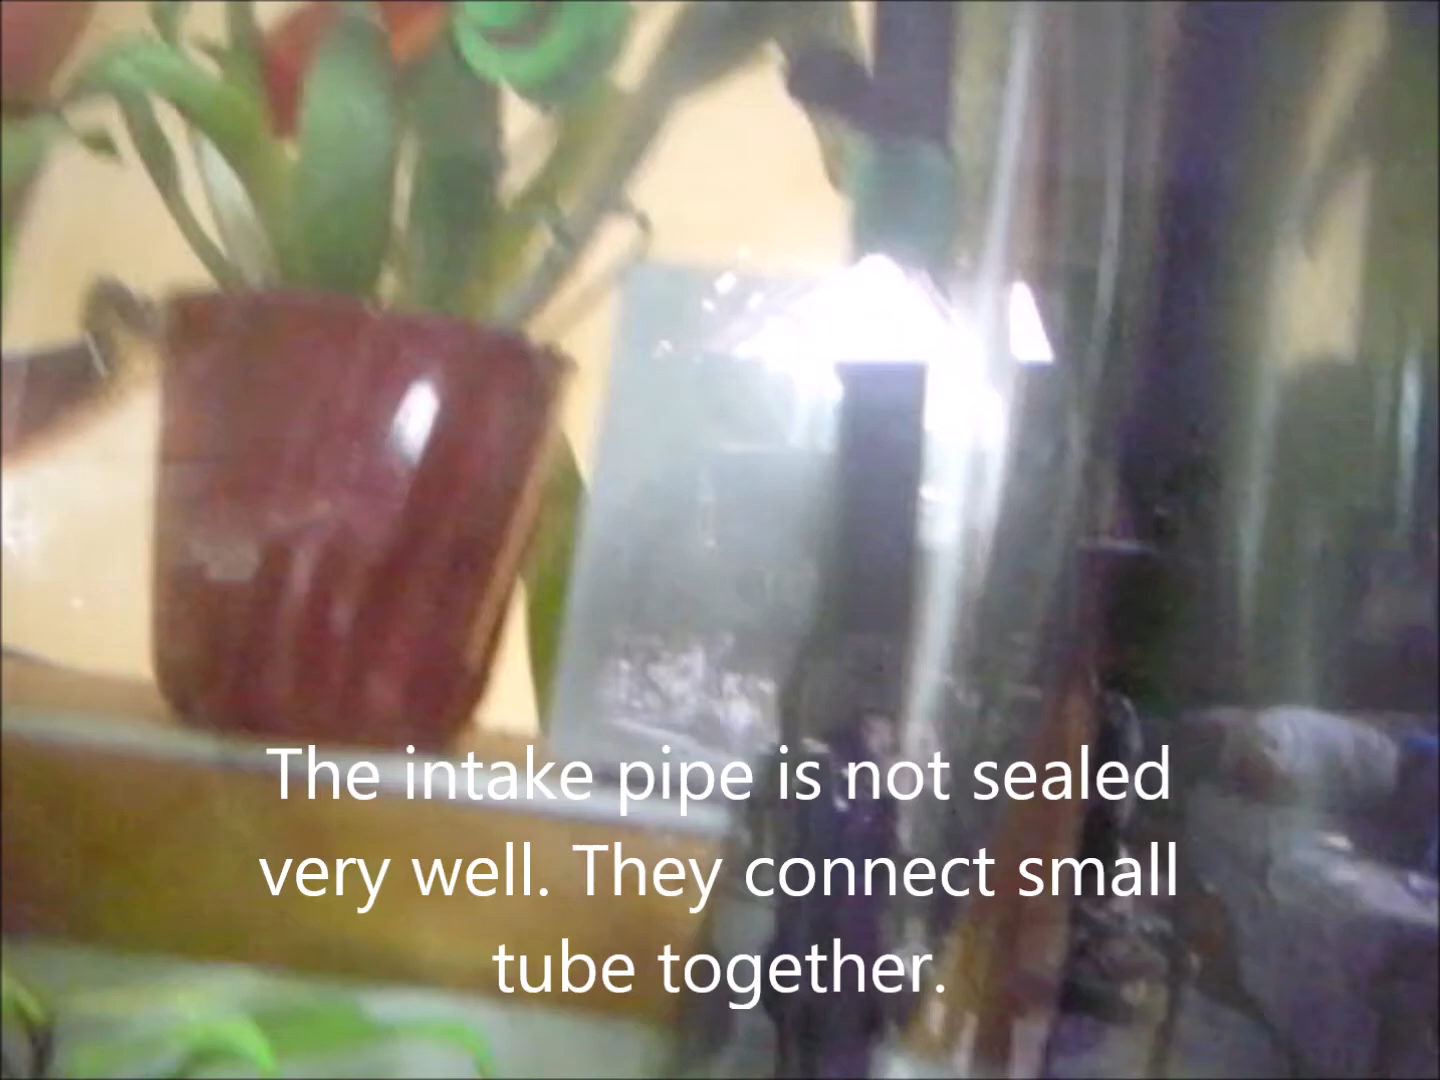 The intake pipe is not sealed
very well. They connect small
tube together.